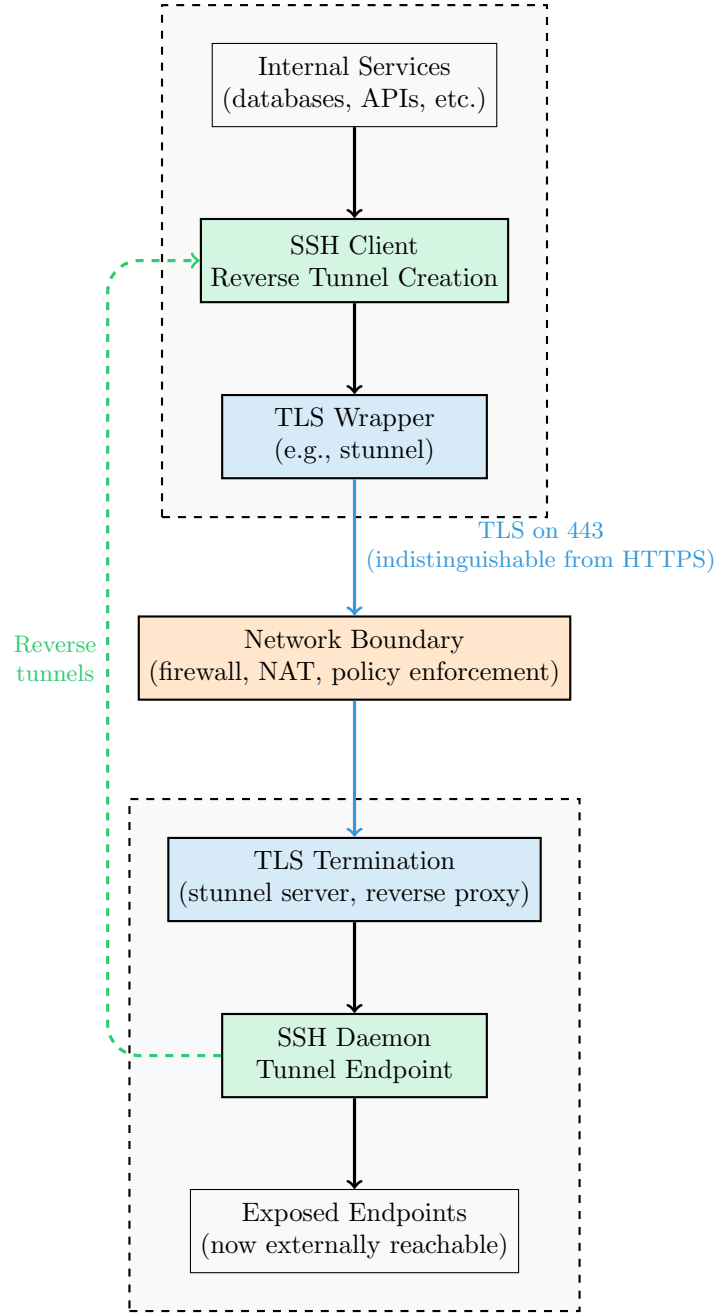 Internal Services
(databases, APIs, etc.)
SSH Client
Reverse Tunnel Creation
TLS Wrapper
(e.g., stunnel)
TLS on 443
(indistinguishable from HTTPS)
Network Boundary
(firewall, NAT, policy enforcement)
Reverse
tunnels
TLS Termination
(stunnel server, reverse proxy)
SSH Daemon
Tunnel Endpoint
Exposed Endpoints
(now externally reachable)